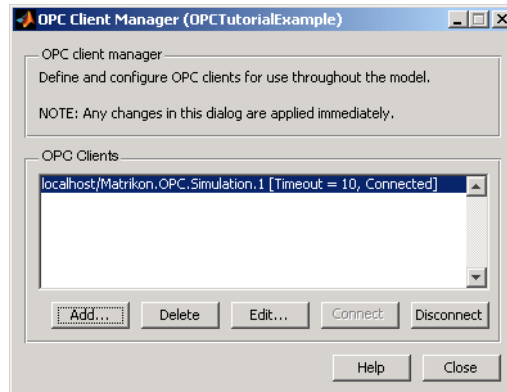 OPC Client Manager (OPCTutorialExample)
OPC client manager
Define and configure OPC clients for use throughout the model.
NOTE: Any changes in this dialog are applied immediately.
OPC Clients
localhost/Matrikon.OPC.Simulation.1 [Timeout = 10, Connected]
Add... Delete Edit... Connect Disconnect
Help Close